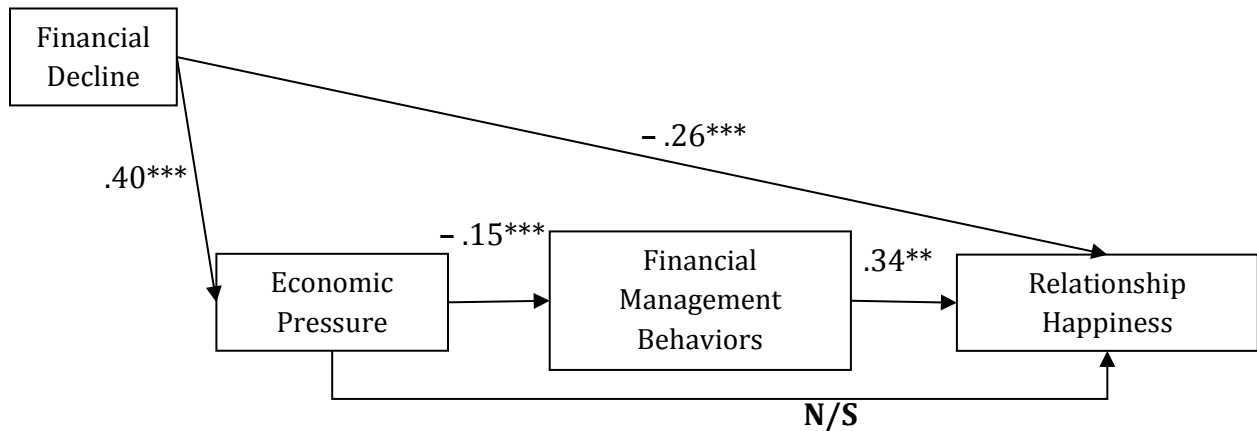 Financial
Decline
– .26***
.40***
– .15***
Economic
Pressure
Financial
Management
Behaviors
.34**
Relationship
Happiness
N/S